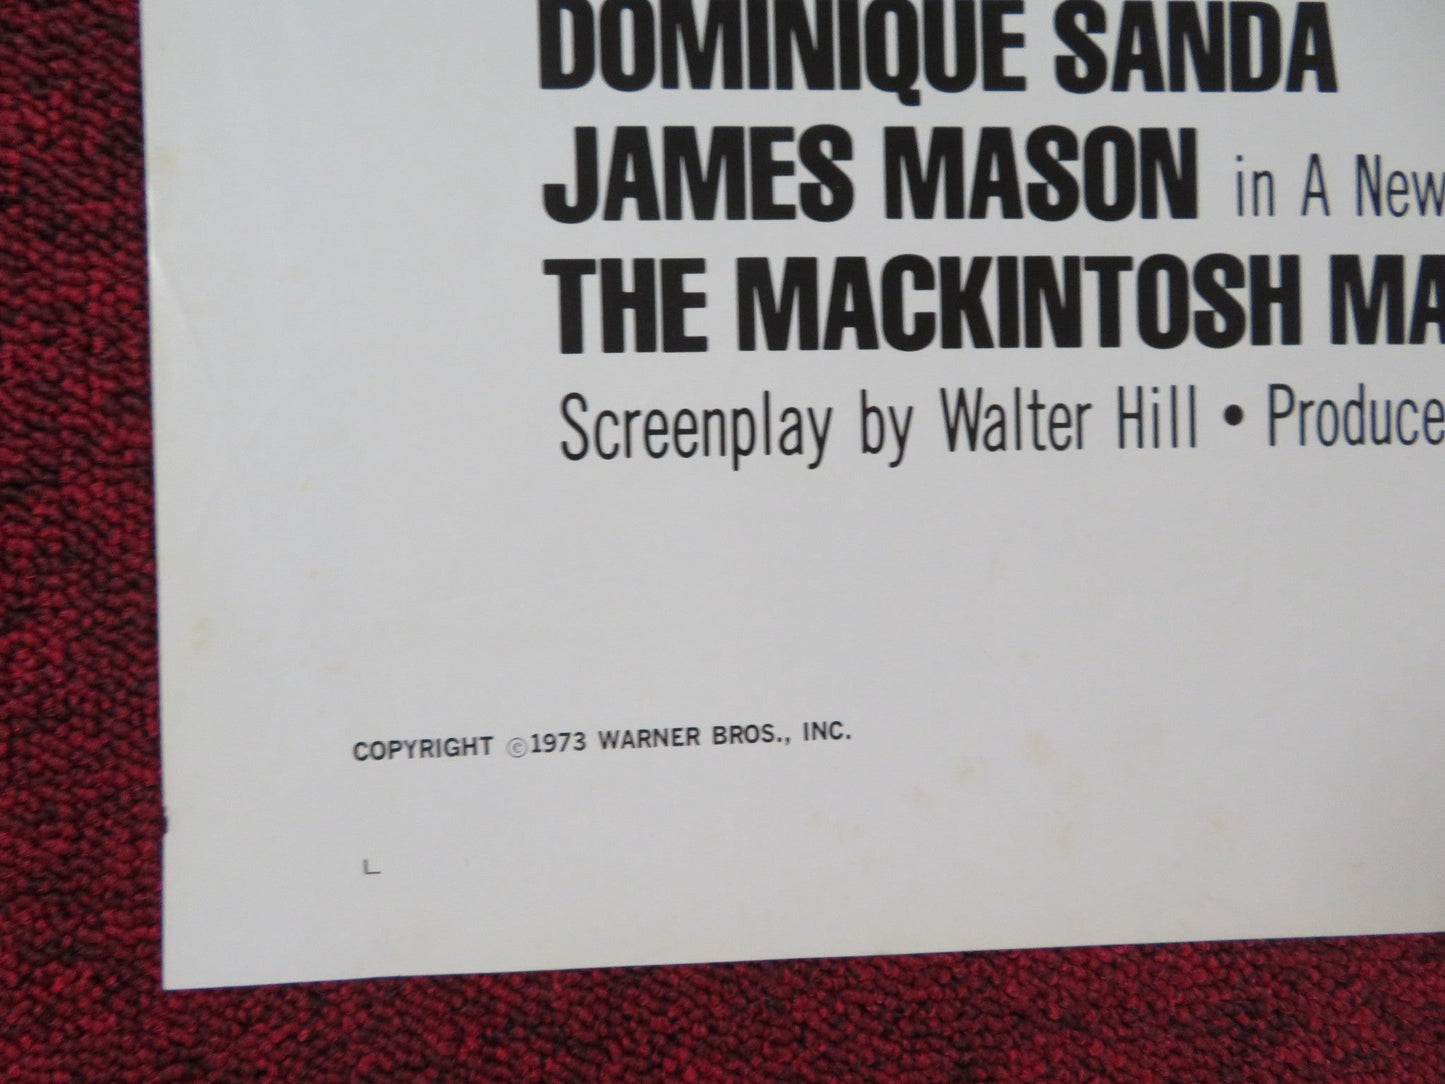 DOMINIQUE SANDA
JAMES MASON in A New
THE MACKINTOSH MA
Screenplay by Walter Hill • Produce
COPYRIGHT ©1973 WARNER BROS., INC.
L